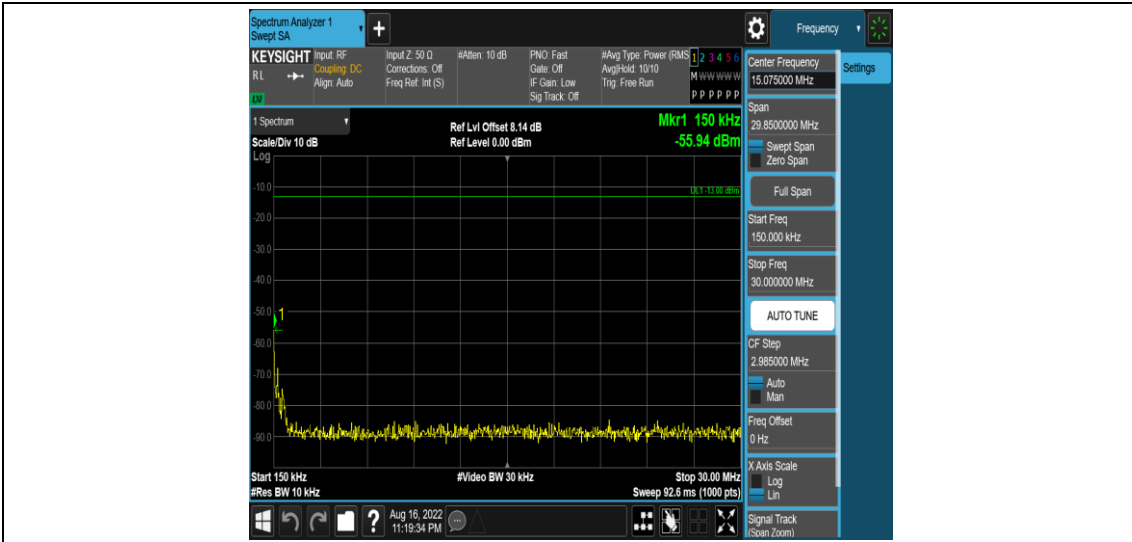 Spectrum Analyzer 1
Swept SA
+
Frequency
KEYSIGHT
RL
Input: RF
Coupling: DC
Align: Auto
Input Z: 50 Ω
Corrections: Off
Freq Ref: Int (S)
#Atten: 10 dB
PNO: Fast
Gate: Off
IF Gain: Low
Sig Track: Off
#Avg Type: Power (RMS
Avg|Hold: 10/10
Trig: Free Run
1 2 3 4 5 6
M W W W W W
P P P P P P
1 Spectrum
Scale/Div 10 dB
Ref Lvl Offset 8.14 dB
Ref Level 0.00 dBm
Mkr1 150 kHz
-55.94 dBm
Log
DL1 -13.00 dBm
-10.0
-20.0
-30.0
-40.0
-50.0
1
-60.0
-70.0
-80.0
-90.0
Start 150 kHz
#Video BW 30 kHz
Stop 30.00 MHz
#Res BW 10 kHz
Sweep 92.6 ms (1000 pts)
?
Aug 16, 2022
11:19:34 PM
Center Frequency
15.075000 MHz
Settings
Span
29.8500000 MHz
Swept Span
Zero Span
Full Span
Start Freq
150.000 kHz
Stop Freq
30.000000 MHz
AUTO TUNE
CF Step
2.985000 MHz
Auto
Man
Freq Offset
0 Hz
X Axis Scale
Log
Lin
Signal Track
(Span Zoom)